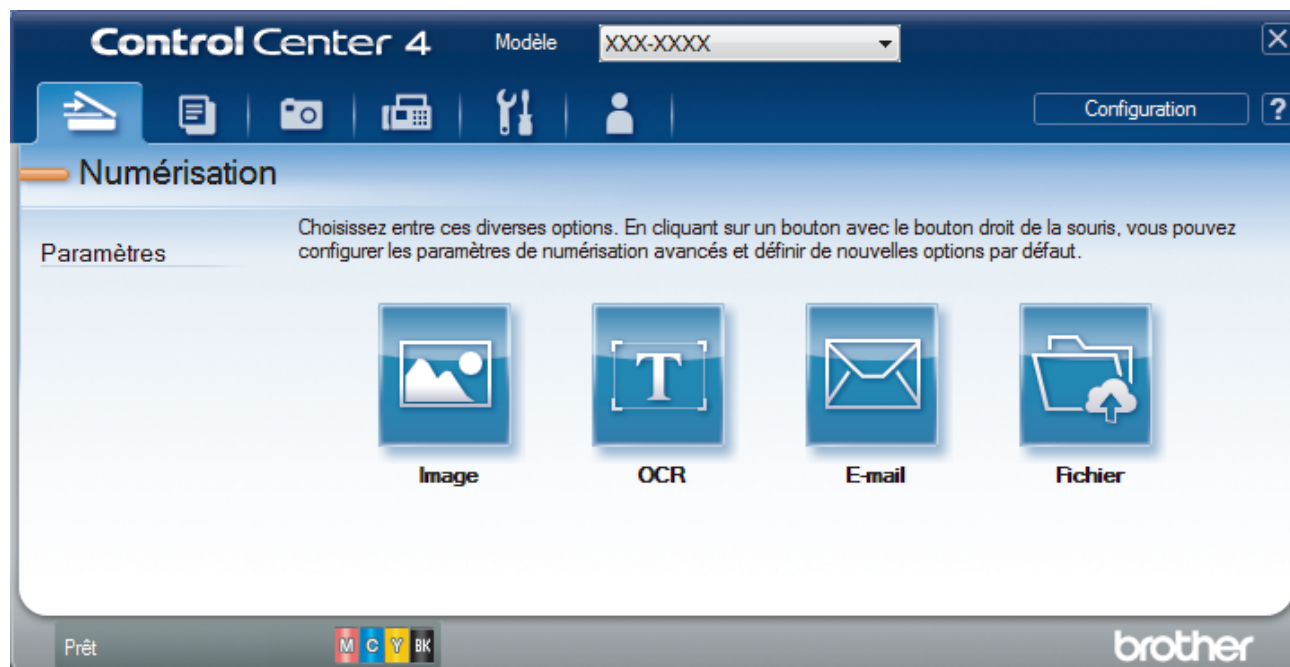 ControlCenter 4
Modèle
XXX-XXXX
Configuration
?
Numérisation
Paramètres
Choisissez entre ces diverses options. En cliquant sur un bouton avec le bouton droit de la souris, vous pouvez
configurer les paramètres de numérisation avancés et définir de nouvelles options par défaut.
T
Image
OCR
E-mail
Fichier
Prêt
M C Y BK
brother